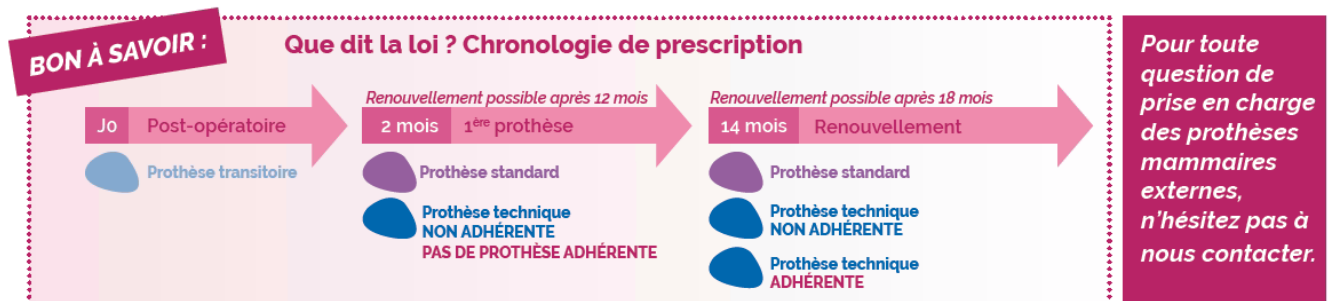 BON À SAVOIR :
Que dit la loi ? Chronologie de prescription
J0
Post-opératoire
Prothèse transitoire
Renouvellement possible après 12 mois
2 mois
1ère prothèse
Prothèse standard
Prothèse technique
NON ADHÉRENTE
PAS DE PROTHÈSE ADHÉRENTE
Renouvellement possible après 18 mois
14 mois
Renouvellement
Prothèse standard
Prothèse technique
NON ADHÉRENTE
Prothèse technique
ADHÉRENTE
Pour toute
question de
prise en charge
des prothèses
mammaires
externes,
n'hésitez pas à
nous contacter.